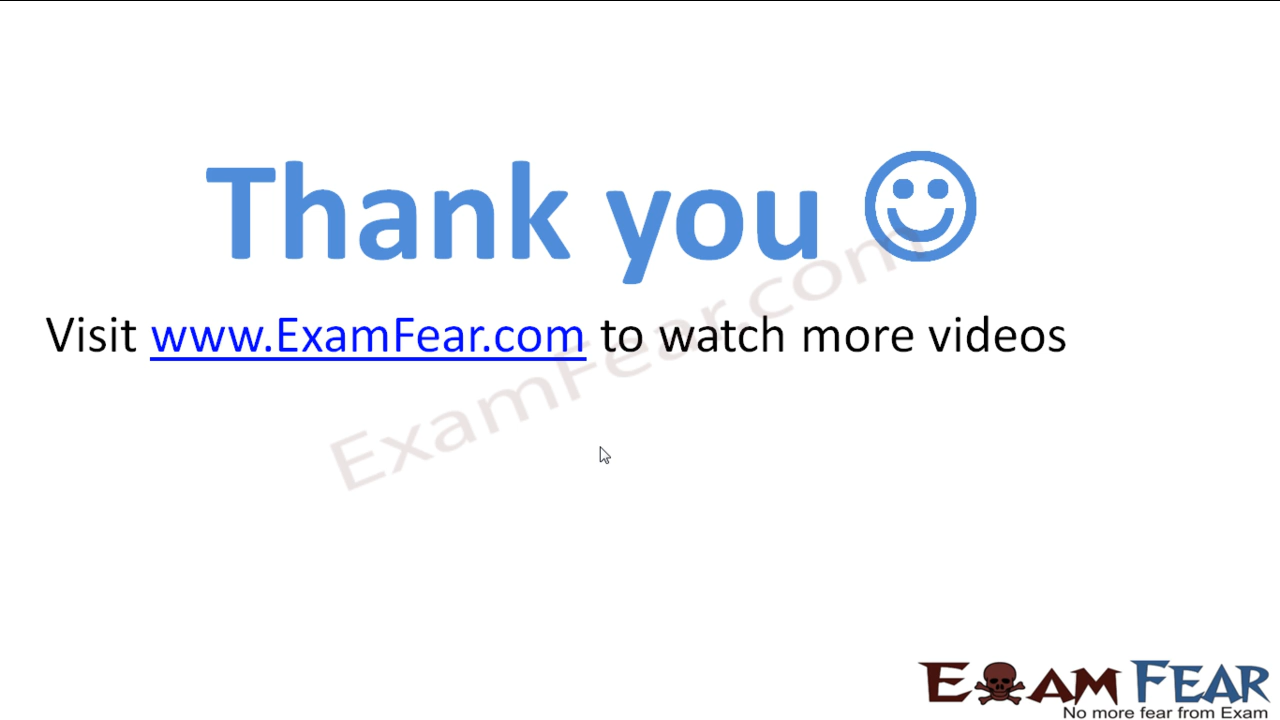 Thank you ☺
Visit www.ExamFear.com to watch more videos
ExamFear.com
EXAM FEAR
No more fear from Exam